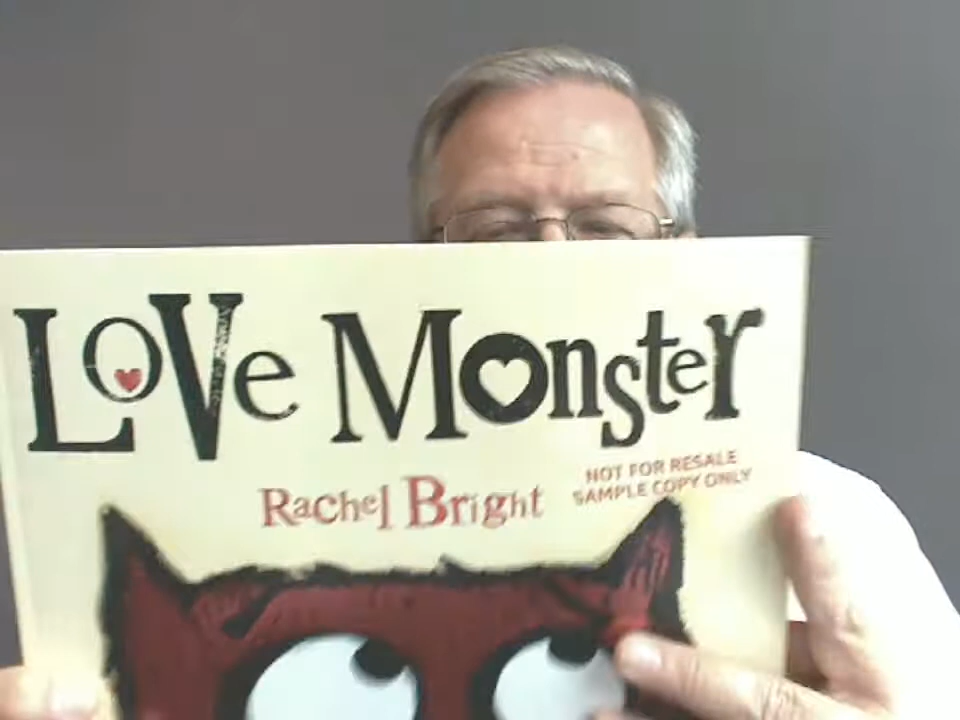 LoVe Monster
Rachel Bright
NOT FOR RESALE
SAMPLE COPY ONLY